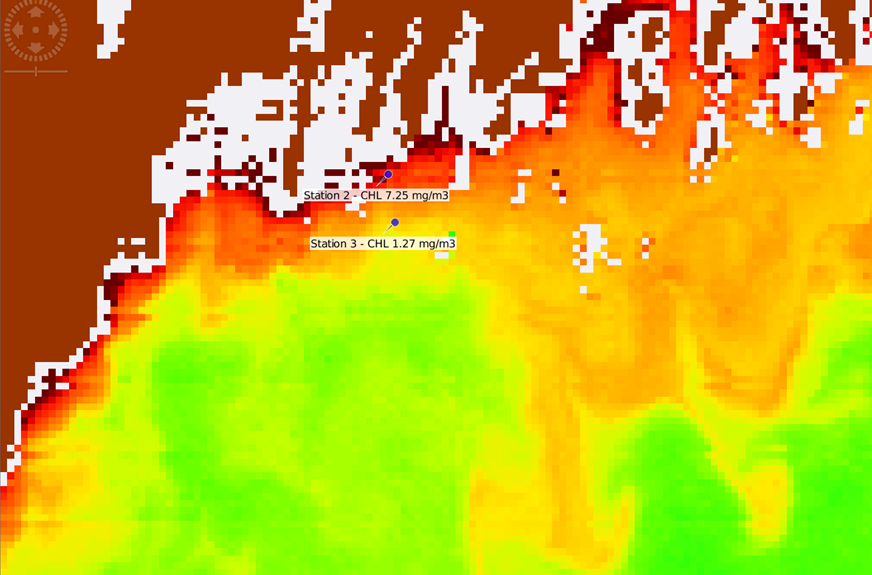 Station 2 - CHL 7.25 mg/m3
Station 3 - CHL 1.27 mg/m3